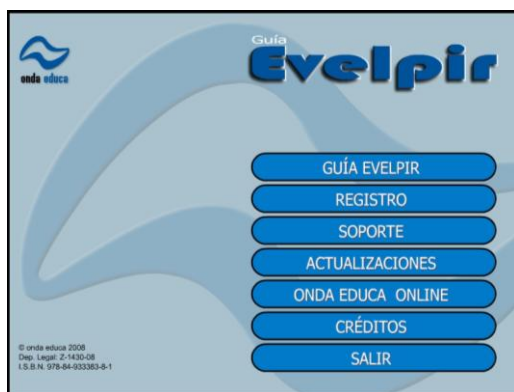 onda educa
Guía
Evelpir
GUÍA EVELPIR
REGISTRO
SOPORTE
ACTUALIZACIONES
ONDA EDUCA ONLINE
CRÉDITOS
SALIR
© onda educa 2008
Dep. Legal: Z-1430-08
I.S.B.N. 978-84-933383-8-1